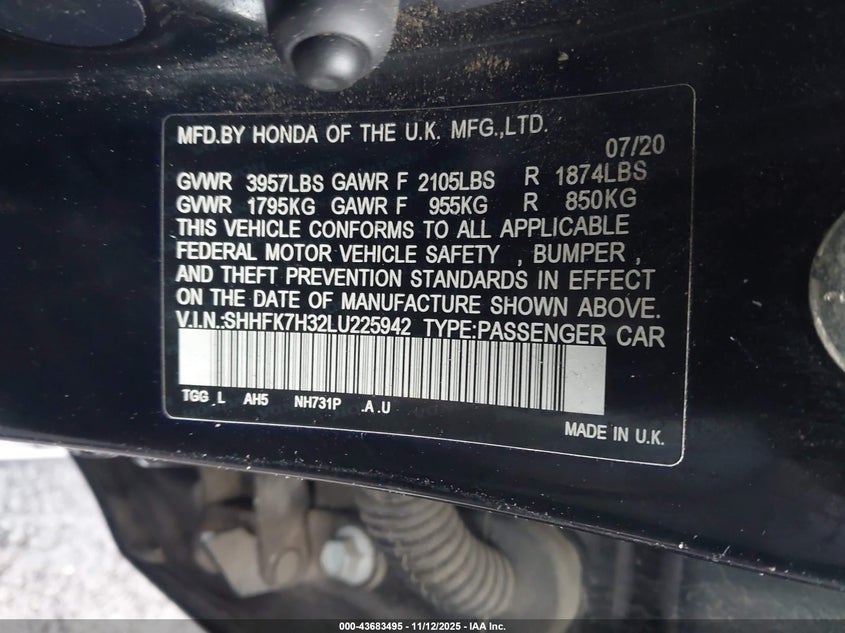 MFD.BY HONDA OF THE U.K. MFG.,LTD.
07/20
GVWR 3957LBS GAWR F 2105LBS R 1874LBS
GVWR 1795KG GAWR F 955KG R 850KG
THIS VEHICLE CONFORMS TO ALL APPLICABLE
FEDERAL MOTOR VEHICLE SAFETY , BUMPER ,
AND THEFT PREVENTION STANDARDS IN EFFECT
ON THE DATE OF MANUFACTURE SHOWN ABOVE.
V.I.N.:SHHFK7H32LU225942 TYPE:PASSENGER CAR
TGG .L AH5 NH731P .A .U
MADE IN U.K.
000-43683495 - 11/12/2025 - IAA Inc.